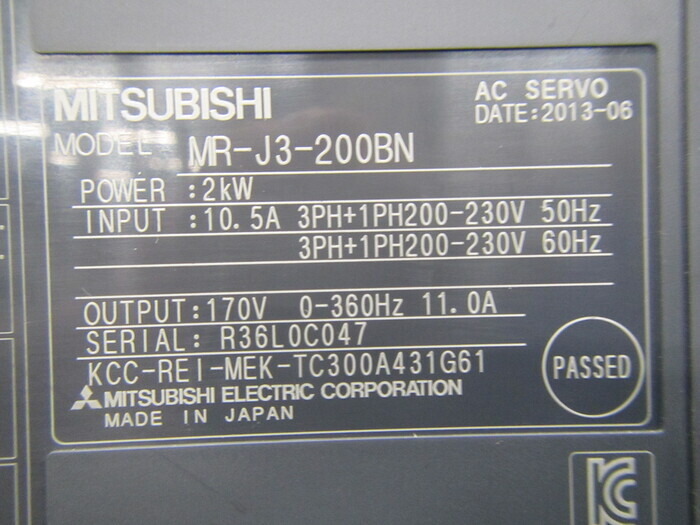 MITSUBISHI
AC SERVO
DATE:2013-06
MODEL MR-J3-200BN
POWER :2kW
INPUT :10.5A 3PH+1PH200-230V 50Hz
3PH+1PH200-230V 60Hz
OUTPUT:170V 0-360Hz 11.0A
SERIAL: R36L0C047
KCC-REI-MEK-TC300A431G61
MITSUBISHI ELECTRIC CORPORATION
MADE IN JAPAN
PASSED